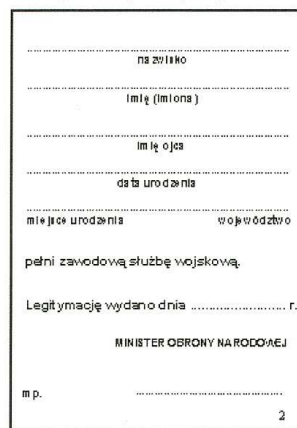 nazwisko
imię (imiona)
imię ojca
data urodzenia
miejsce urodzenia województwo
pełni zawodową służbę wojskową.
Legitymację wydano dnia ........................... r.
MINISTER OBRONY NARODOWEJ
mp. ...........................................
2